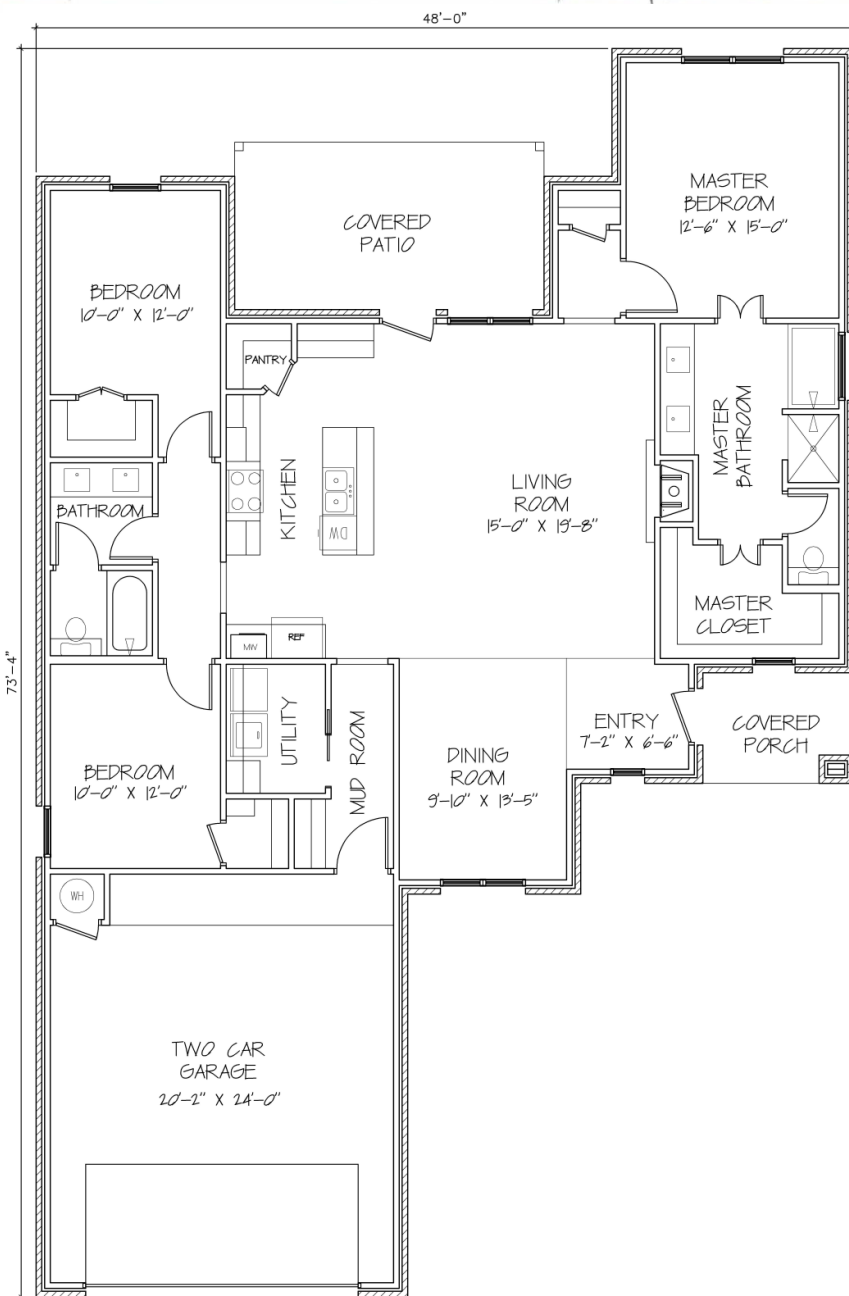 48'-0"
MASTER
BEDROOM
12'-6" X 15'-0"
COVERED
PATIO
BEDROOM
10'-0" X 12'-0"
PANTRY
MASTER
BATHROOM
KITCHEN
LIVING
ROOM
15'-0" X 19'-8"
BATHROOM
DW
MASTER
CLOSET
REF
MW
73'-4"
UTILITY
MUD ROOM
ENTRY
7'-2" X 6'-6"
COVERED
PORCH
BEDROOM
10'-0" X 12'-0"
DINING
ROOM
9'-10" X 13'-5"
WH
TWO CAR
GARAGE
20'-2" X 24'-0"